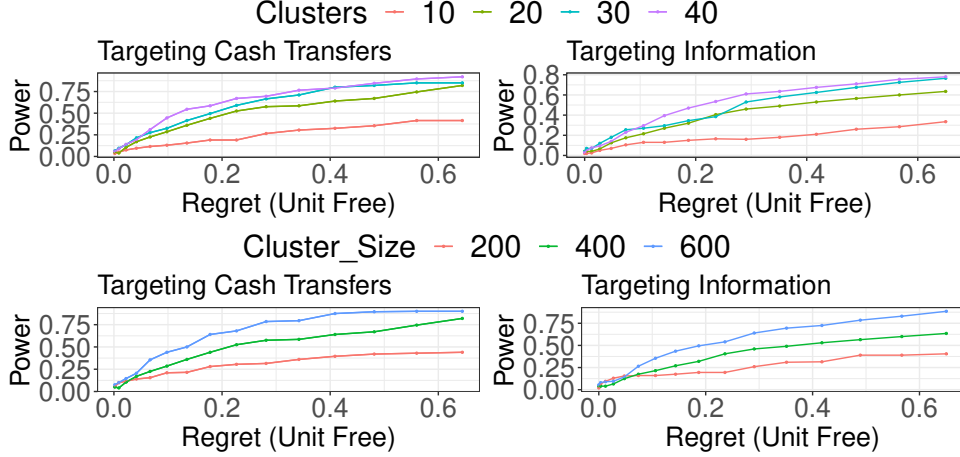 Clusters 10 20 30 40
Targeting Cash Transfers Targeting Information
Power 0.75 0.50 0.25 0.00
0.0 0.2 0.4 0.6
Regret (Unit Free)
Power 0.8 0.6 0.4 0.2 0.0
0.0 0.2 0.4 0.6
Regret (Unit Free)
Cluster_Size 200 400 600
Targeting Cash Transfers Targeting Information
Power 0.75 0.50 0.25 0.00
0.0 0.2 0.4 0.6
Regret (Unit Free)
Power 0.75 0.50 0.25 0.00
0.0 0.2 0.4 0.6
Regret (Unit Free)